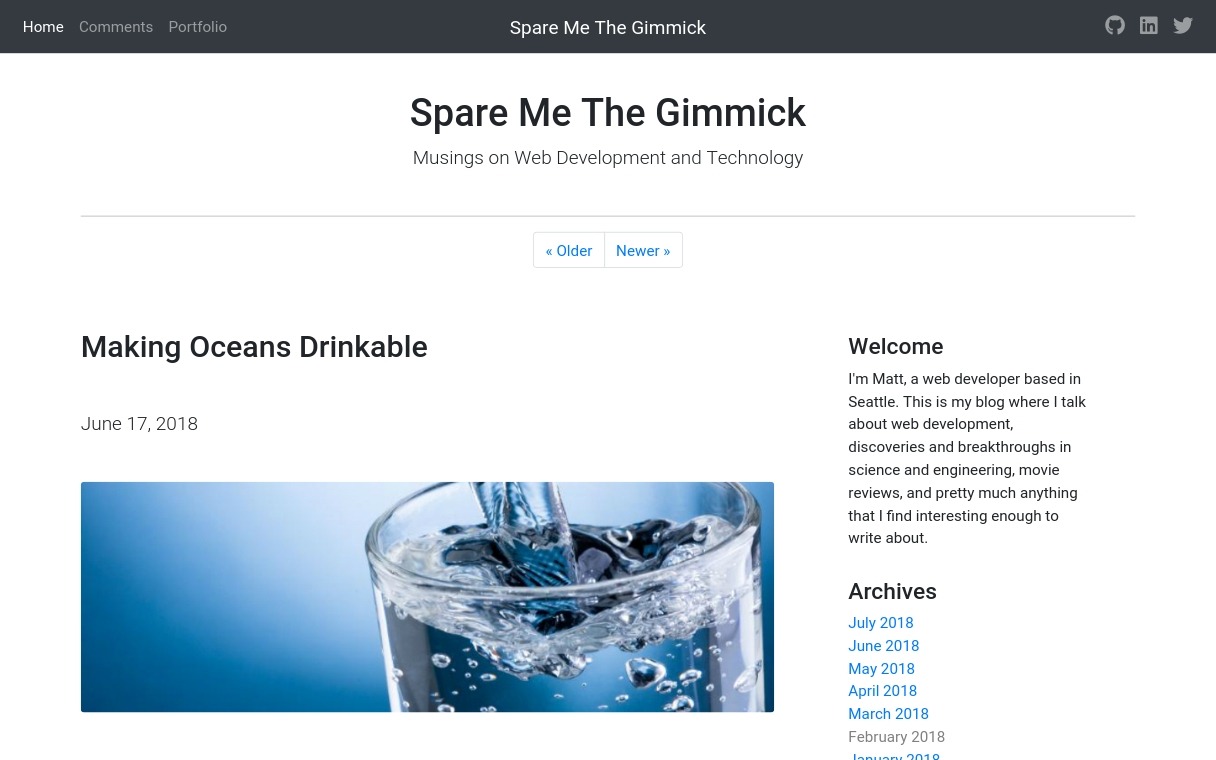 Home Comments Portfolio Spare Me The Gimmick
Spare Me The Gimmick
Musings on Web Development and Technology
« Older Newer »
Making Oceans Drinkable
June 17, 2018
Welcome
I'm Matt, a web developer based in
Seattle. This is my blog where I talk
about web development,
discoveries and breakthroughs in
science and engineering, movie
reviews, and pretty much anything
that I find interesting enough to
write about.
Archives
July 2018
June 2018
May 2018
April 2018
March 2018
February 2018
January 2018